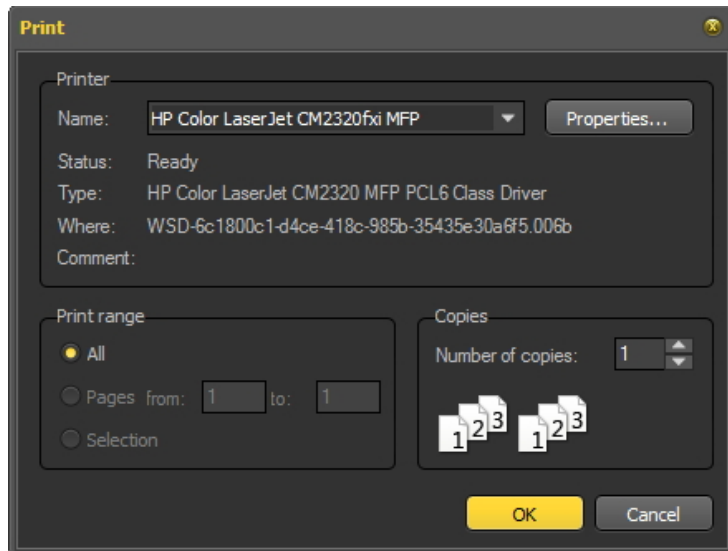 Print
Printer
Name: HP Color LaserJet CM2320fxi MFP Properties...
Status: Ready
Type: HP Color LaserJet CM2320 MFP PCL6 Class Driver
Where: WSD-6c1800c1-d4ce-418c-985b-35435e30a6f5.006b
Comment:
Print range
All
Pages from: 1 to: 1
Selection
Copies
Number of copies: 1
1 2 3 1 2 3
OK Cancel